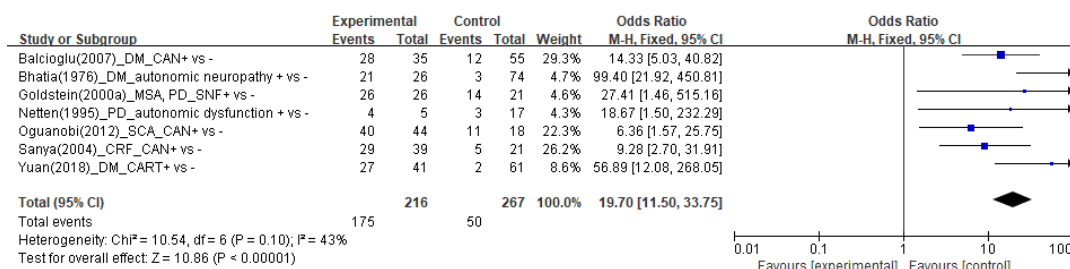 Experimental Control Odds Ratio Odds Ratio
Study or Subgroup Events Total Events Total Weight M-H, Fixed, 95% CI M-H, Fixed, 95% CI
Balcioglu(2007)_DM_CAN+ vs - 28 35 12 55 29.3% 14.33 [5.03, 40.82]
Bhatia(1976)_DM_autonomic neuropathy + vs - 21 26 3 74 4.7% 99.40 [21.92, 450.81]
Goldstein(2000a)_MSA, PD_SNF+ vs - 26 26 14 21 3.6% 27.41 [1.46, 515.16]
Netten(1995)_PD_autonomic dysfunction + vs - 4 5 3 17 5.3% 18.67 [1.50, 232.29]
Oguanobi(2012)_SCA_CAN+ vs - 40 44 11 18 22.3% 6.36 [1.57, 25.75]
Sanya(2004)_CRF_CAN+ vs - 29 39 5 21 26.2% 9.28 [2.70, 31.91]
Yuan(2018)_DM_CART+ vs - 27 41 2 61 8.6% 56.89 [12.08, 268.05]
Total (95% CI) 216 267 100.0% 19.70 [11.50, 33.75]
Total events 175 50
Heterogeneity: Chi² = 10.54, df = 6 (P = 0.10); I² = 43%
Test for overall effect: Z = 10.86 (P < 0.00001)
0.01 0.1 1 10 100
Favours [experimental] Favours [control]